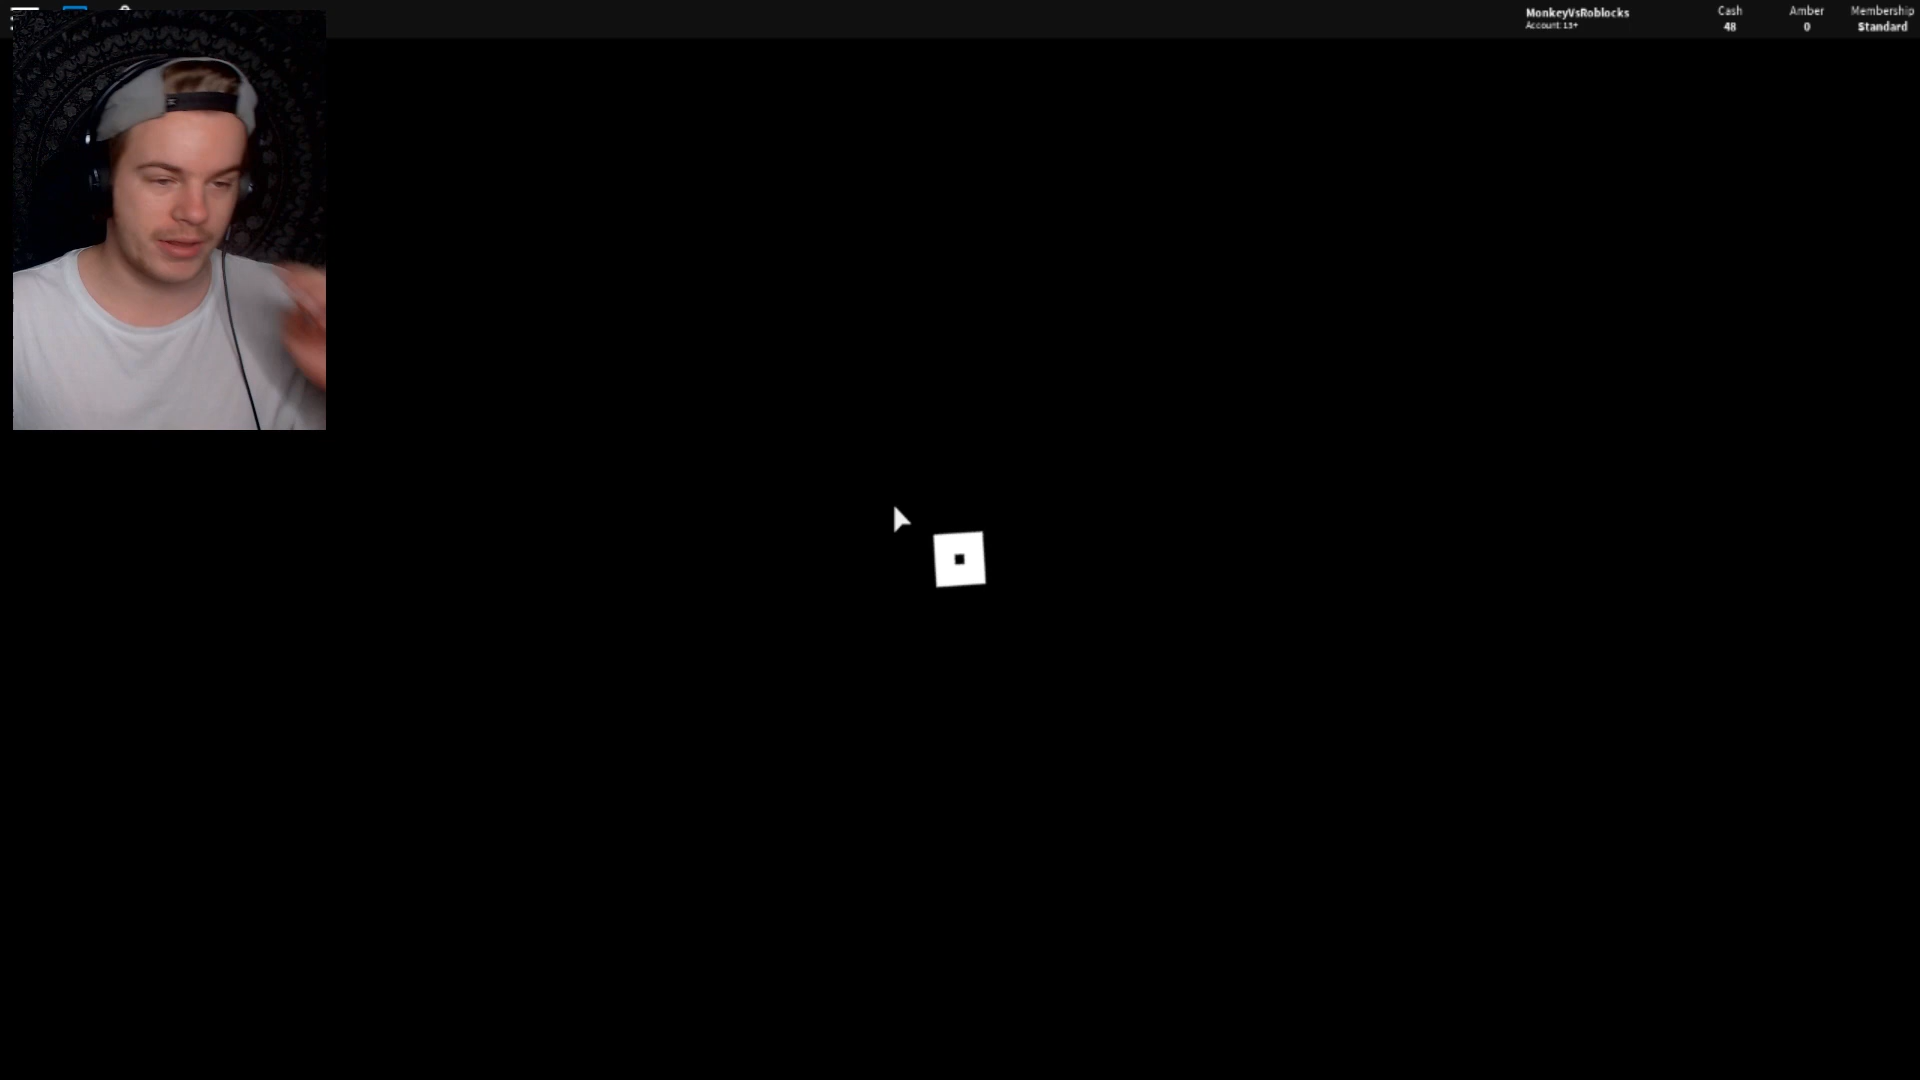 MonkeyVsRoblocks
Account: 13+
Cash
48
Amber
0
Membership
Standard